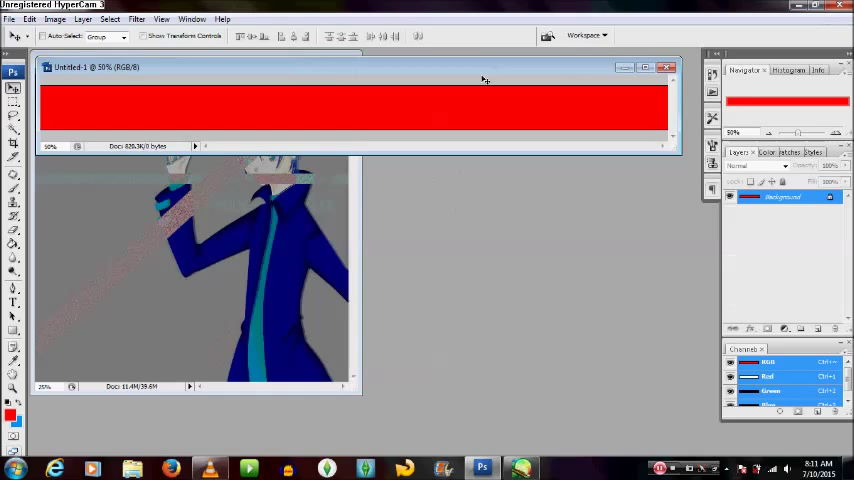 Unregistered HyperCam 3
File Edit Image Layer Select Filter View Window Help
Auto-Select: Group Show Transform Controls Workspace
Ps Untitled-1 @ 50% (RGB/8)
50% Doc: 820.3K/0 bytes
25% Doc: 11.4M/39.6M
Navigator Histogram Info
50%
Layers Color Styles
Normal Opacity: 100%
Lock: Fill: 100%
Background
Channels
RGB Ctrl+~
Red Ctrl+1
Green Ctrl+2
Blue Ctrl+3
T
Ps
8:11 AM
7/10/2015